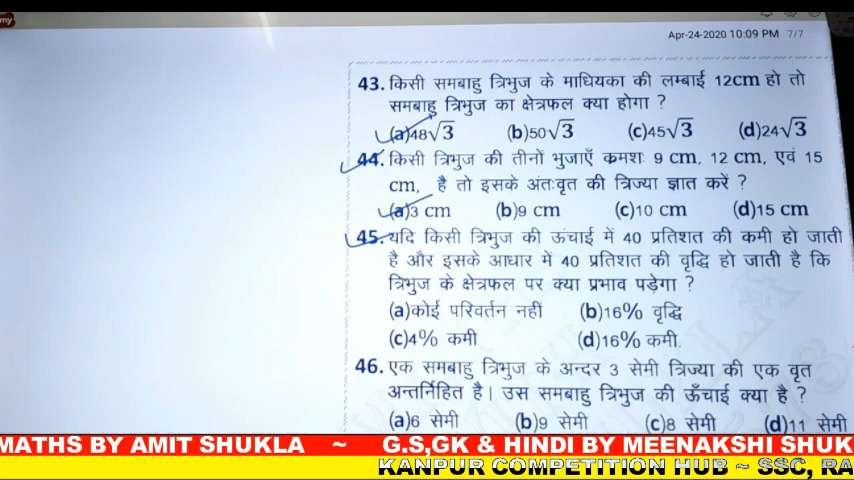 my
Apr-24-2020 10:09 PM 7/7
43. किसी समबाहु त्रिभुज के माधियका की लम्बाई 12cm हो तो
समबाहु त्रिभुज का क्षेत्रफल क्या होगा ?
(a)48√3 (b)50√3 (c)45√3 (d)24√3
44. किसी त्रिभुज की तीनों भुजाएँ कमशः 9 cm, 12 cm, एवं 15
cm, है तो इसके अंतःवृत की त्रिज्या ज्ञात करें ?
(a)3 cm (b)9 cm (c)10 cm (d)15 cm
45. यदि किसी त्रिभुज की ऊंचाई में 40 प्रतिशत की कमी हो जाती
है और इसके आधार में 40 प्रतिशत की वृद्धि हो जाती है कि
त्रिभुज के क्षेत्रफल पर क्या प्रभाव पड़ेगा ?
(a)कोई परिवर्तन नहीं (b)16% वृद्धि
(c)4% कमी (d)16% कमी.
46. एक समबाहु त्रिभुज के अन्दर 3 सेमी त्रिज्या की एक वृत
अन्तर्निहित है। उस समबाहु त्रिभुज की ऊँचाई क्या है ?
(a)6 सेमी (b)9 सेमी (c)8 सेमी (d)11 सेमी
MATHS BY AMIT SHUKLA ~ G.S,GK & HINDI BY MEENAKSHI SHUK
KANPUR COMPETITION HUB ~ SSC, RA